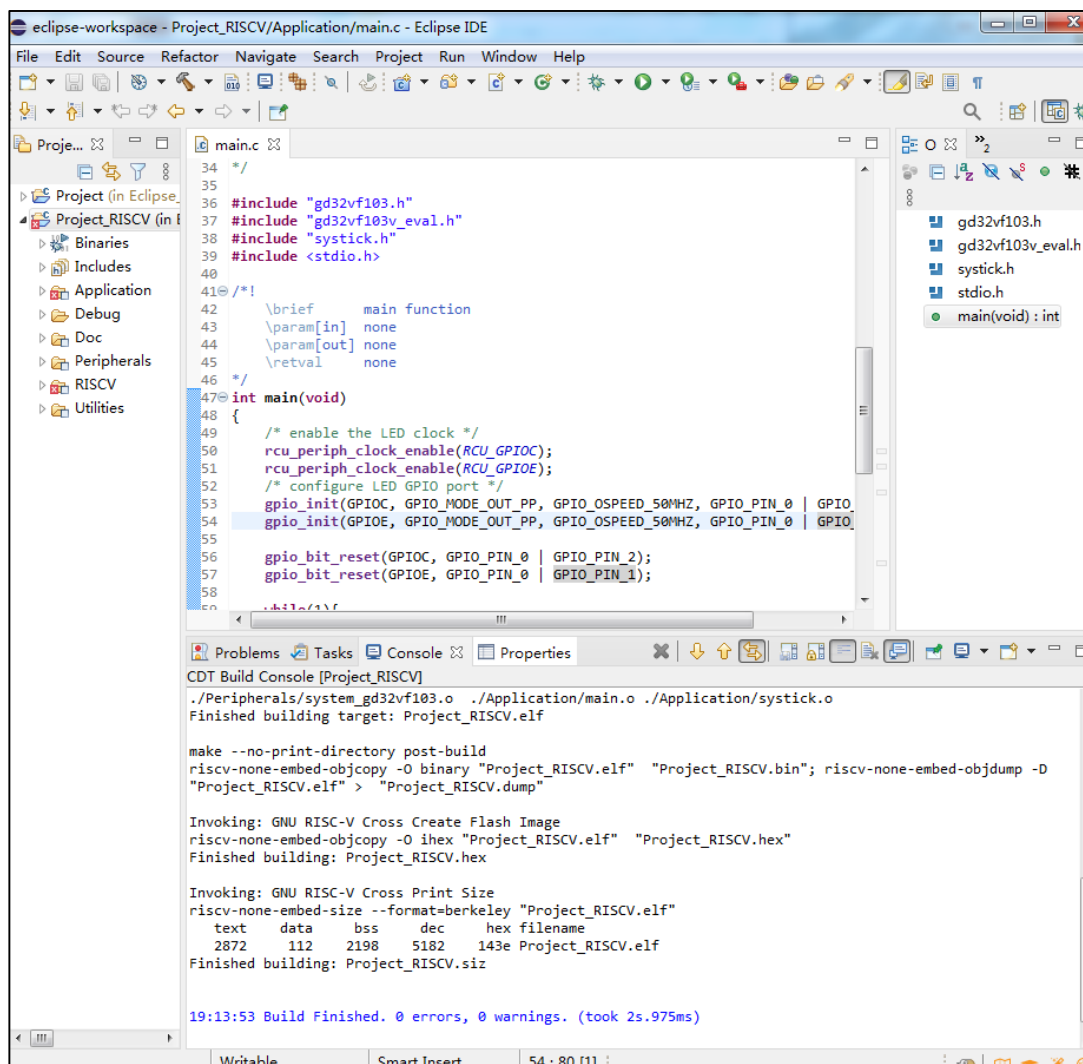 eclipse-workspace - Project_RISCV/Application/main.c - Eclipse IDE
File Edit Source Refactor Navigate Search Project Run Window Help
Proje...
Project (in Eclipse_
Project_RISCV (in E
Binaries
Includes
Application
Debug
Doc
Peripherals
RISCV
Utilities
main.c
34 */
35
36 #include "gd32vf103.h"
37 #include "gd32vf103v_eval.h"
38 #include "systick.h"
39 #include <stdio.h>
40
41 /*!
42 \brief main function
43 \param[in] none
44 \param[out] none
45 \retval none
46 */
47 int main(void)
48 {
49 /* enable the LED clock */
50 rcu_periph_clock_enable(RCU_GPIOC);
51 rcu_periph_clock_enable(RCU_GPIOE);
52 /* configure LED GPIO port */
53 gpio_init(GPIOC, GPIO_MODE_OUT_PP, GPIO_OSPEED_50MHZ, GPIO_PIN_0 | GPIO_
54 gpio_init(GPIOE, GPIO_MODE_OUT_PP, GPIO_OSPEED_50MHZ, GPIO_PIN_0 | GPIO_
55
56 gpio_bit_reset(GPIOC, GPIO_PIN_0 | GPIO_PIN_2);
57 gpio_bit_reset(GPIOE, GPIO_PIN_0 | GPIO_PIN_1);
58
59 while(1){
O
2
gd32vf103.h
gd32vf103v_eval.h
systick.h
stdio.h
main(void) : int
Problems Tasks Console Properties
CDT Build Console [Project_RISCV]
./Peripherals/system_gd32vf103.o ./Application/main.o ./Application/systick.o
Finished building target: Project_RISCV.elf
make --no-print-directory post-build
riscv-none-embed-objcopy -O binary "Project_RISCV.elf" "Project_RISCV.bin"; riscv-none-embed-objdump -D
"Project_RISCV.elf" > "Project_RISCV.dump"
Invoking: GNU RISC-V Cross Create Flash Image
riscv-none-embed-objcopy -O ihex "Project_RISCV.elf" "Project_RISCV.hex"
Finished building: Project_RISCV.hex
Invoking: GNU RISC-V Cross Print Size
riscv-none-embed-size --format=berkeley "Project_RISCV.elf"
text data bss dec hex filename
2872 112 2198 5182 143e Project_RISCV.elf
Finished building: Project_RISCV.siz
19:13:53 Build Finished. 0 errors, 0 warnings. (took 2s.975ms)
Writable Smart Insert 54 : 80 [1]